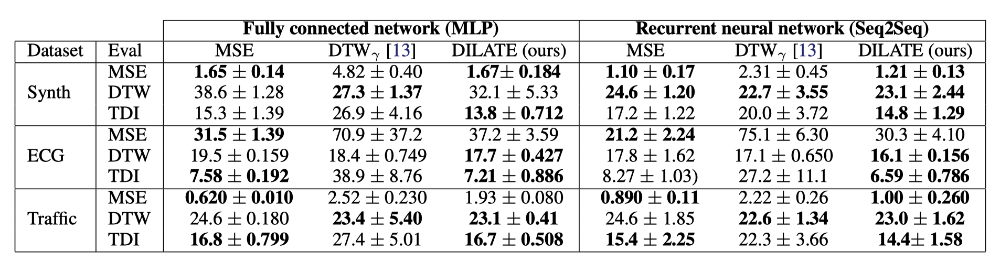 Fully connected network (MLP) Recurrent neural network (Seq2Seq)
Dataset Eval MSE DTWγ [13] DILATE (ours) MSE DTWγ [13] DILATE (ours)
MSE 1.65 ± 0.14 4.82 ± 0.40 1.67± 0.184 1.10 ± 0.17 2.31 ± 0.45 1.21 ± 0.13
Synth DTW 38.6 ± 1.28 27.3 ± 1.37 32.1 ± 5.33 24.6 ± 1.20 22.7 ± 3.55 23.1 ± 2.44
TDI 15.3 ± 1.39 26.9 ± 4.16 13.8 ± 0.712 17.2 ± 1.22 20.0 ± 3.72 14.8 ± 1.29
MSE 31.5 ± 1.39 70.9 ± 37.2 37.2 ± 3.59 21.2 ± 2.24 75.1 ± 6.30 30.3 ± 4.10
ECG DTW 19.5 ± 0.159 18.4 ± 0.749 17.7 ± 0.427 17.8 ± 1.62 17.1 ± 0.650 16.1 ± 0.156
TDI 7.58 ± 0.192 38.9 ± 8.76 7.21 ± 0.886 8.27 ± 1.03) 27.2 ± 11.1 6.59 ± 0.786
MSE 0.620 ± 0.010 2.52 ± 0.230 1.93 ± 0.080 0.890 ± 0.11 2.22 ± 0.26 1.00 ± 0.260
Traffic DTW 24.6 ± 0.180 23.4 ± 5.40 23.1 ± 0.41 24.6 ± 1.85 22.6 ± 1.34 23.0 ± 1.62
TDI 16.8 ± 0.799 27.4 ± 5.01 16.7 ± 0.508 15.4 ± 2.25 22.3 ± 3.66 14.4± 1.58